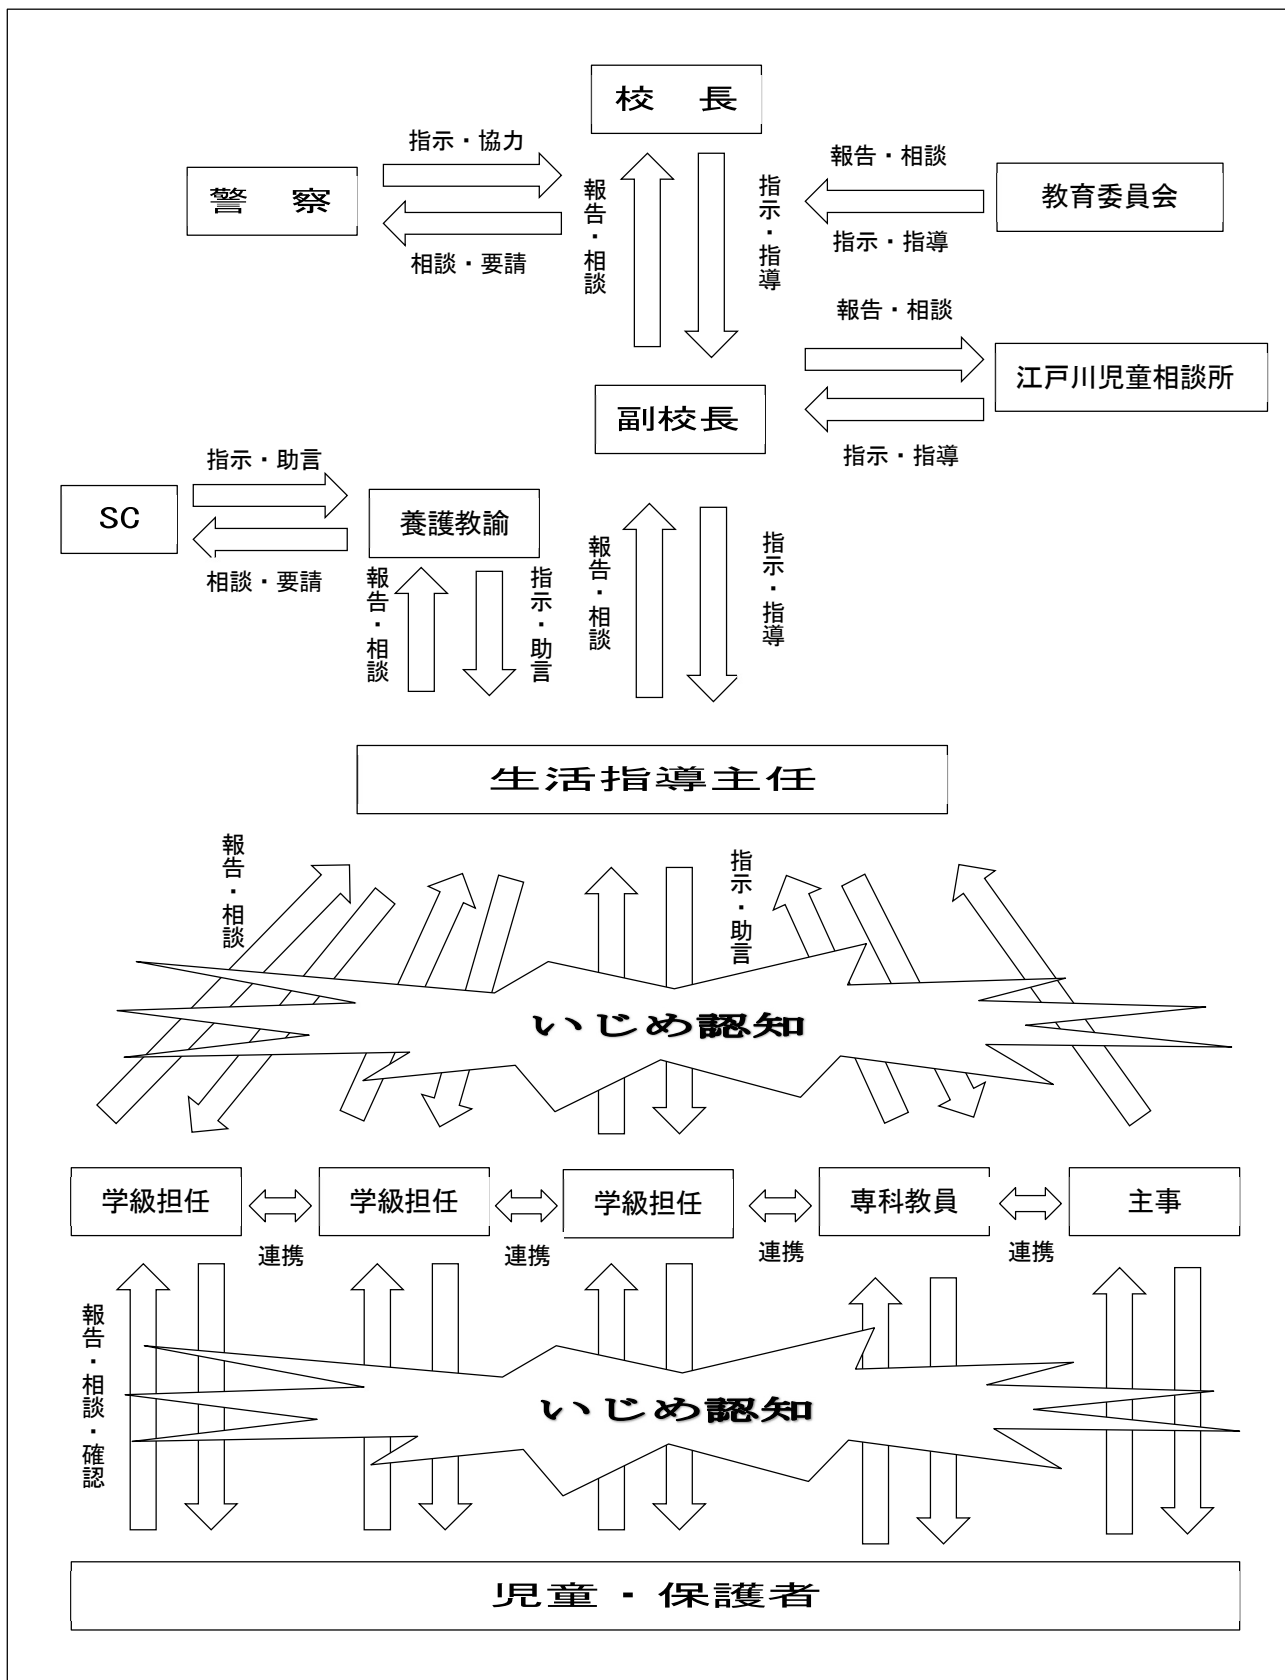 校　長
指示・協力
報告・相談
警　察
教育委員会
報告・相談
指示・指導
相談・要請
指示・指導
報告・相談
江戸川児童相談所
副校長
指示・指導
指示・助言
SC
養護教諭
相談・要請
報告・相談
指示・助言
報告・相談
指示・指導
生活指導主任
報告・相談
指示・助言
いじめ認知
学級担任
学級担任
学級担任
専科教員
主事
連携
連携
連携
連携
報告・相談・確認
いじめ認知
児童・保護者